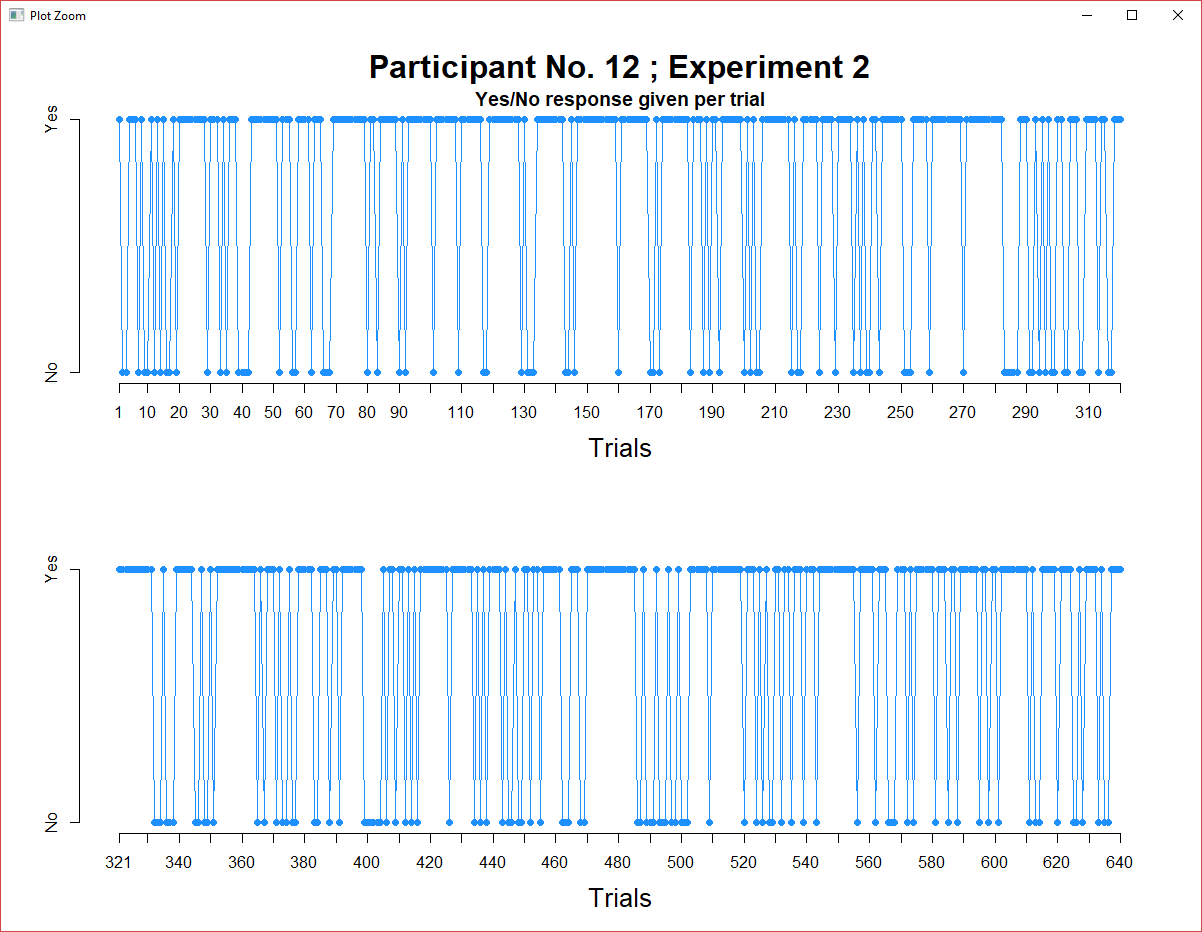 Plot Zoom
Participant No. 12 ; Experiment 2
Yes/No response given per trial
Yes
No
1 10 20 30 40 50 60 70 80 90 110 130 150 170 190 210 230 250 270 290 310
Trials
Yes
No
321 340 360 380 400 420 440 460 480 500 520 540 560 580 600 620 640
Trials